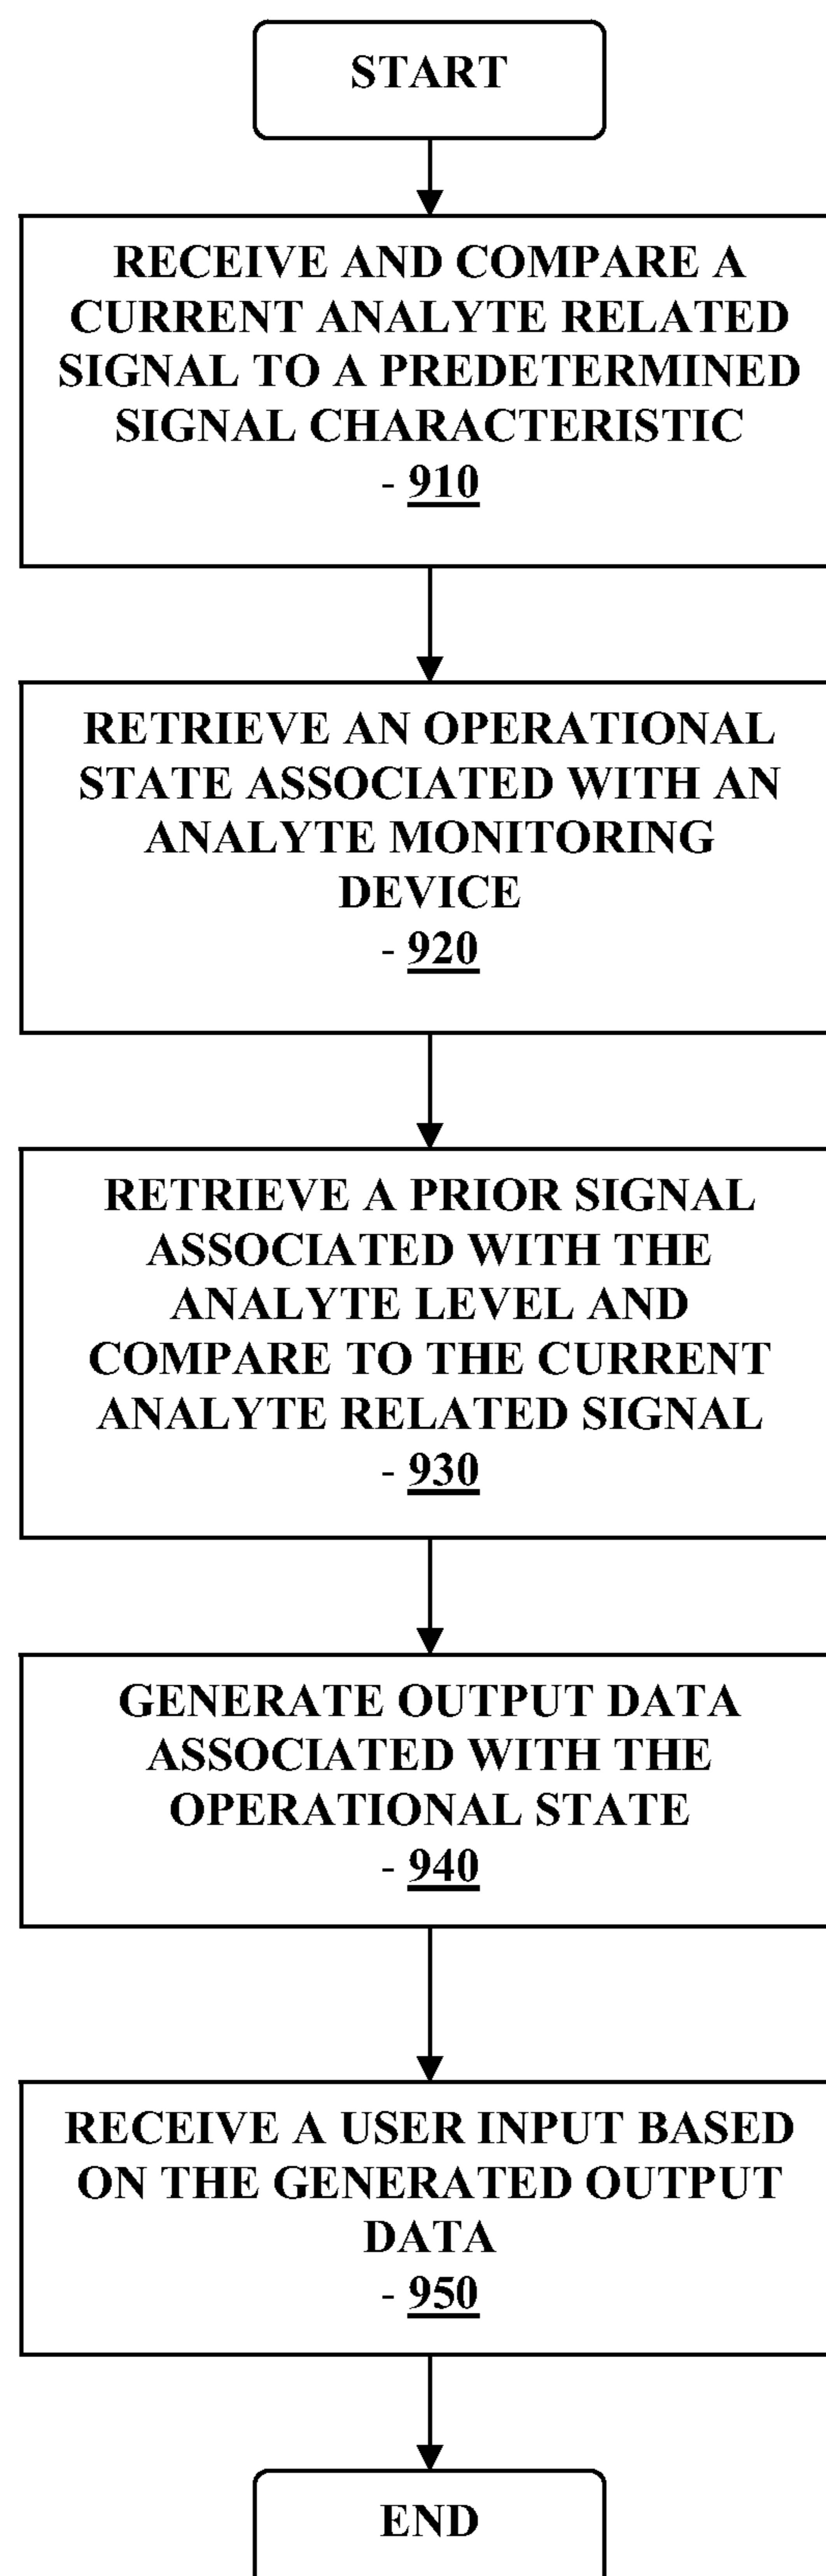 START
RECEIVE AND COMPARE A
CURRENT ANALYTE RELATED
SIGNAL TO A PREDETERMINED
SIGNAL CHARACTERISTIC
- 910
RETRIEVE AN OPERATIONAL
STATE ASSOCIATED WITH AN
ANALYTE MONITORING
DEVICE
- 920
RETRIEVE A PRIOR SIGNAL
ASSOCIATED WITH THE
ANALYTE LEVEL AND
COMPARE TO THE CURRENT
ANALYTE RELATED SIGNAL
- 930
GENERATE OUTPUT DATA
ASSOCIATED WITH THE
OPERATIONAL STATE
- 940
RECEIVE A USER INPUT BASED
ON THE GENERATED OUTPUT
DATA
- 950
END